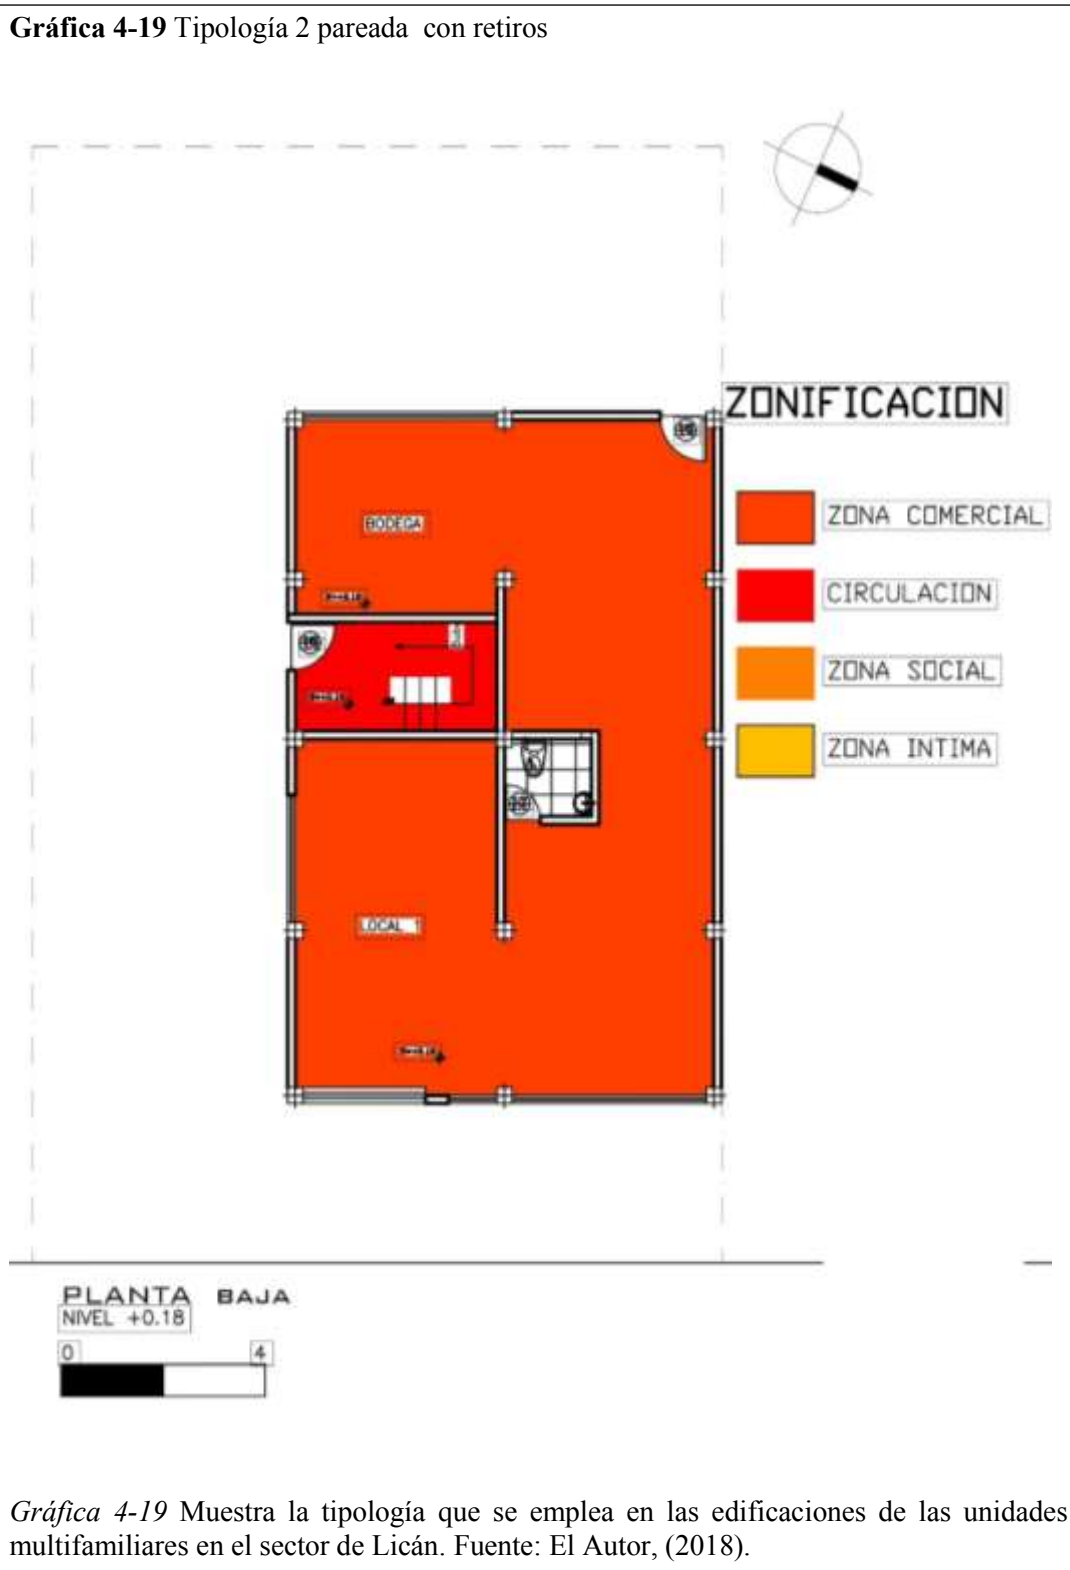 Gráfica 4-19 Tipología 2 pareada con retiros
ZONIFICACION
ZONA COMERCIAL
CIRCULACION
ZONA SOCIAL
ZONA INTIMA
BODEGA
LOCAL 1
PLANTA BAJA
NIVEL +0.18
0 4
Gráfica 4-19 Muestra la tipología que se emplea en las edificaciones de las unidades
multifamiliares en el sector de Licán. Fuente: El Autor, (2018).